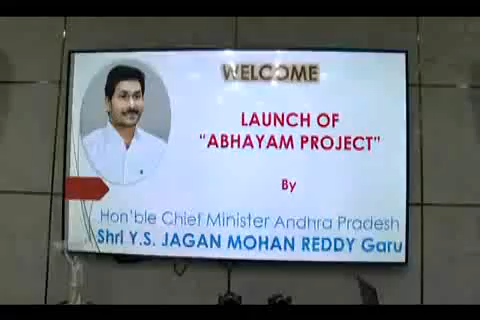 WELCOME
LAUNCH OF
“ABHAYAM PROJECT”
By
Hon'ble Chief Minister Andhra Pradesh
Shri Y.S. JAGAN MOHAN REDDY Garu